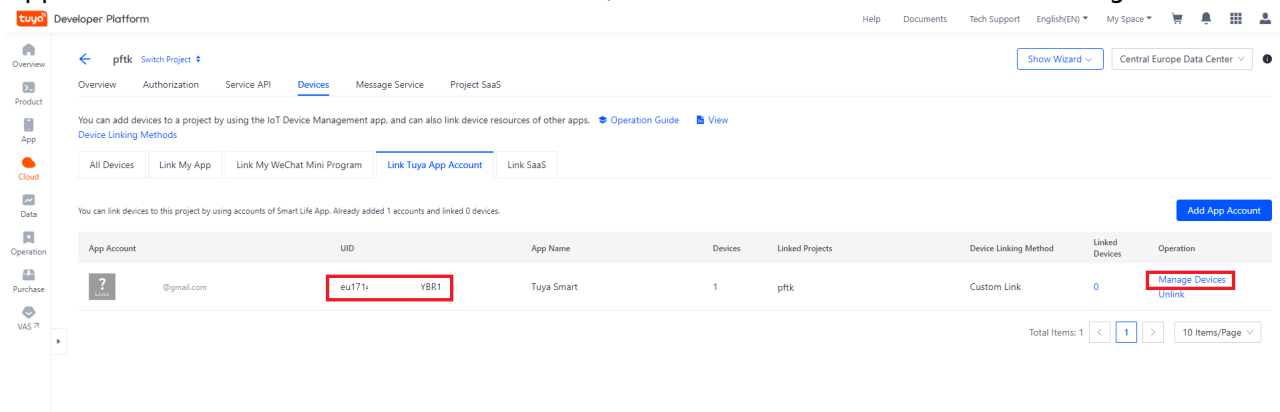 tuya Developer Platform
Help Documents Tech Support English(EN) My Space
Overview
Product
App
Cloud
Data
Operation
Purchase
VAS
pftk Switch Project
Show Wizard
Central Europe Data Center
Overview Authorization Service API Devices Message Service Project SaaS
You can add devices to a project by using the IoT Device Management app, and can also link device resources of other apps. Operation Guide View
Device Linking Methods
All Devices Link My App Link My WeChat Mini Program Link Tuya App Account Link SaaS
You can link devices to this project by using accounts of Smart Life App. Already added 1 accounts and linked 0 devices.
Add App Account
App Account UID App Name Devices Linked Projects Device Linking Method Linked Devices Operation
? @gmail.com eu1714 YBR1 Tuya Smart 1 pftk Custom Link 0 Manage Devices
Unlink
Total Items: 1 < 1 > 10 Items/Page